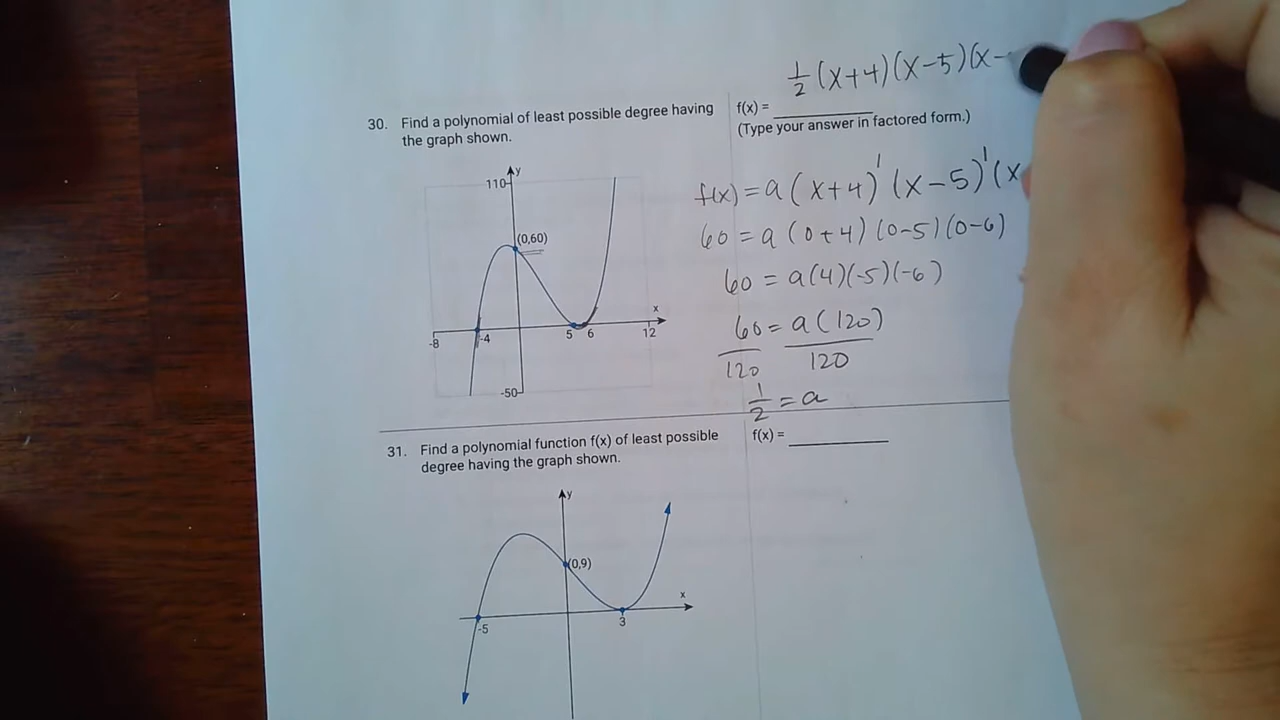 ½ (x+4)(x-5)(x-
30. Find a polynomial of least possible degree having
the graph shown.
f(x) = ________
(Type your answer in factored form.)
110
y
(0,60)
x
-8
-4
5
6
12
-50
f(x) = a(x+4)¹(x-5)¹(x
60 = a(0+4)(0-5)(0-6)
60 = a(4)(-5)(-6)
60 = a(120)
120 120
½ = a
31. Find a polynomial function f(x) of least possible
degree having the graph shown.
f(x) = ________
y
(0,9)
x
-5
3